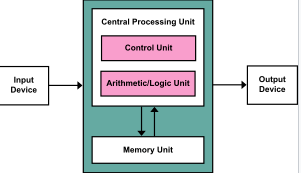 Central Processing Unit
Control Unit
Arithmetic/Logic Unit
Input
Device
Output
Device
Memory Unit